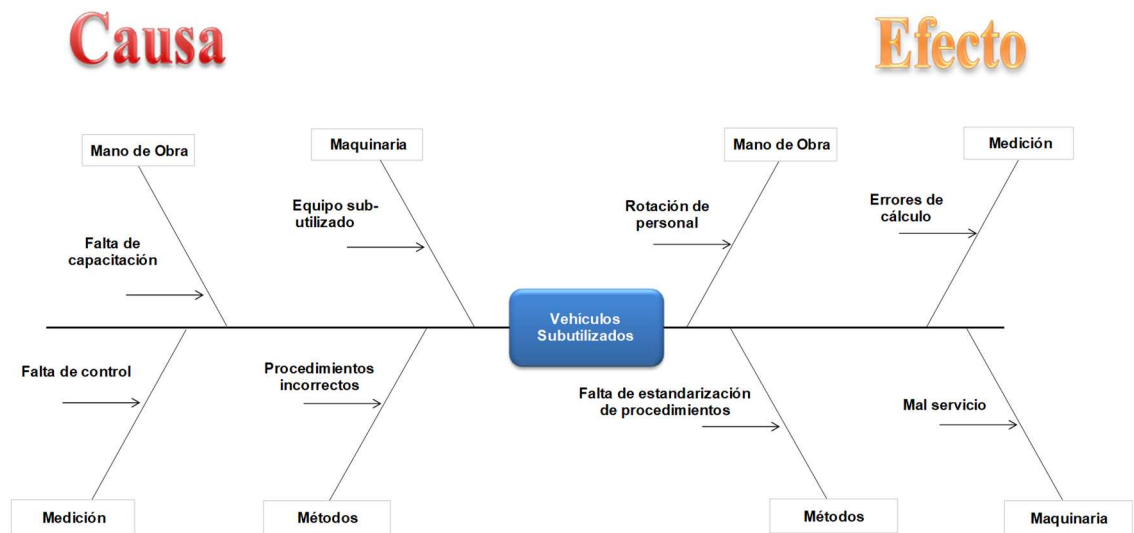 Causa
Efecto
Mano de Obra
Maquinaria
Mano de Obra
Medición
Equipo sub-
utilizado
Rotación de
personal
Errores de
cálculo
Falta de
capacitación
Vehículos
Subutilizados
Falta de control
Procedimientos
incorrectos
Falta de estandarización
de procedimientos
Mal servicio
Medición
Métodos
Métodos
Maquinaria